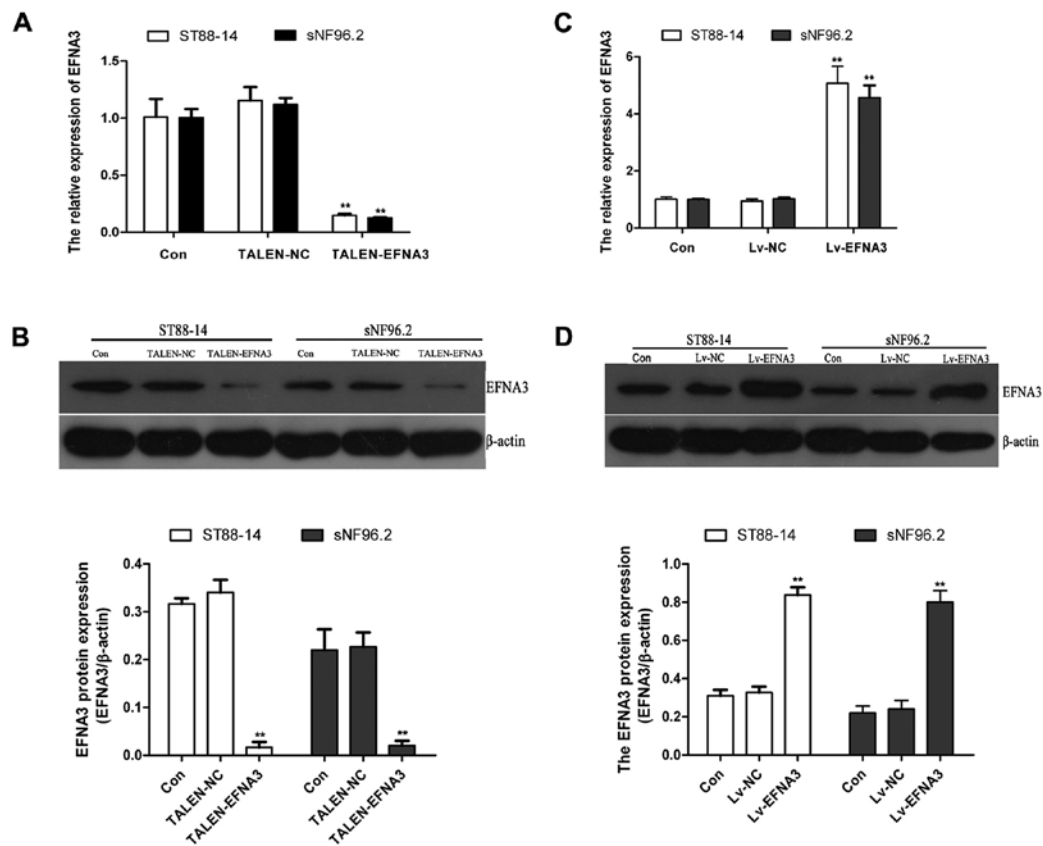 A
ST88-14 sNF96.2
The relative expression of EFNA3
1.5
1.0
0.5
0.0
** **
Con TALEN-NC TALEN-EFNA3
C
ST88-14 sNF96.2
The relative expression of EFNA3
6
4
2
0
** **
Con Lv-NC Lv-EFNA3
B
ST88-14 sNF96.2
Con TALEN-NC TALEN-EFNA3 Con TALEN-NC TALEN-EFNA3
EFNA3
β-actin
ST88-14 sNF96.2
EFNA3 protein expression
(EFNA3/β-actin)
0.4
0.3
0.2
0.1
0.0
** **
Con TALEN-NC TALEN-EFNA3 Con TALEN-NC TALEN-EFNA3
D
ST88-14 sNF96.2
Con Lv-NC Lv-EFNA3 Con Lv-NC Lv-EFNA3
EFNA3
β-actin
ST88-14 sNF96.2
The EFNA3 protein expression
(EFNA3/β-actin)
1.0
0.8
0.6
0.4
0.2
0.0
** **
Con Lv-NC Lv-EFNA3 Con Lv-NC Lv-EFNA3